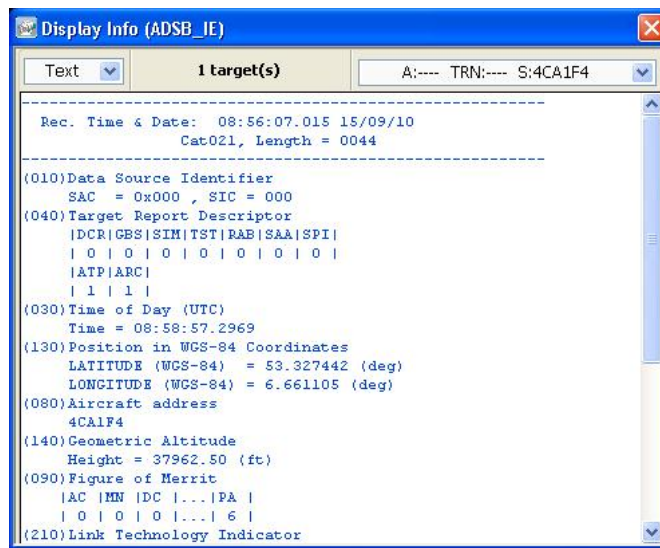 Display Info (ADSB_IE)
Text 1 target(s) A:---- TRN:---- S:4CA1F4
------------------------------------------------------
Rec. Time & Date: 08:56:07.015 15/09/10
Cat021, Length = 0044
------------------------------------------------------
(010)Data Source Identifier
SAC = 0x000 , SIC = 000
(040)Target Report Descriptor
|DCR|GBS|SIM|TST|RAB|SAA|SPI|
| 0 | 0 | 0 | 0 | 0 | 0 | 0 |
|ATP|ARC|
| 1 | 1 |
(030)Time of Day (UTC)
Time = 08:58:57.2969
(130)Position in WGS-84 Coordinates
LATITUDE (WGS-84) = 53.327442 (deg)
LONGITUDE (WGS-84) = 6.661105 (deg)
(080)Aircraft address
4CA1F4
(140)Geometric Altitude
Height = 37962.50 (ft)
(090)Figure of Merrit
|AC |MN |DC |...|PA |
| 0 | 0 | 0 |...| 6 |
(210)Link Technology Indicator